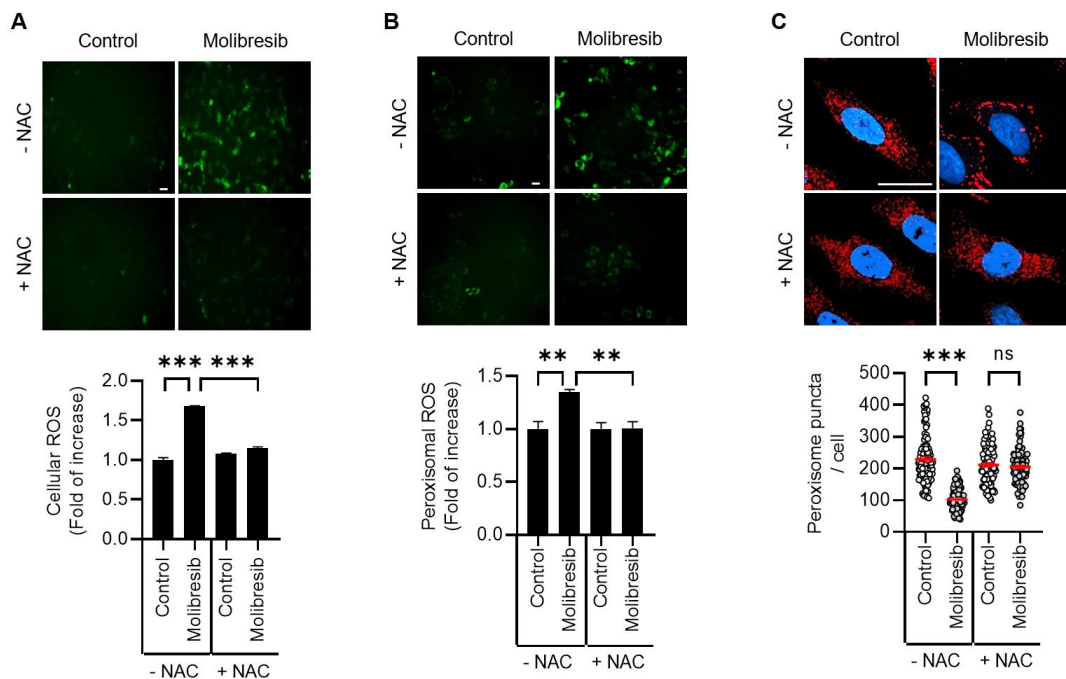 A
Control
Molibresib
- NAC
+ NAC
*** ***
Cellular ROS
(Fold of increase)
2.0
1.5
1.0
0.5
0.0
Control
Molibresib
Control
Molibresib
- NAC
+ NAC
B
Control
Molibresib
- NAC
+ NAC
** **
Peroxisomal ROS
(Fold of increase)
1.5
1.0
0.5
0.0
Control
Molibresib
Control
Molibresib
- NAC
+ NAC
C
Control
Molibresib
- NAC
+ NAC
*** ns
Peroxisome puncta
/ cell
500
400
300
200
100
0
Control
Molibresib
Control
Molibresib
- NAC
+ NAC